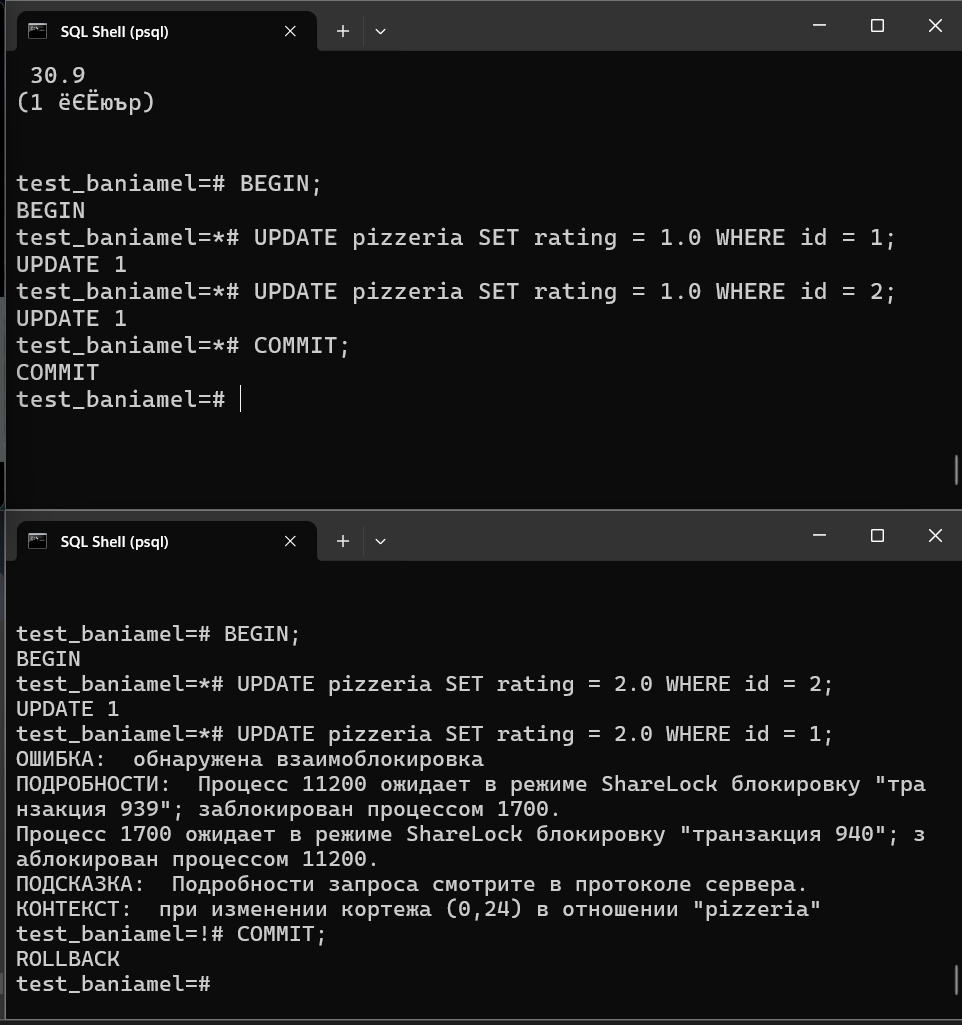 SQL Shell (psql)
 30.9
(1 ёЄЁюър)
test_baniamel=# BEGIN;
BEGIN
test_baniamel=*# UPDATE pizzeria SET rating = 1.0 WHERE id = 1;
UPDATE 1
test_baniamel=*# UPDATE pizzeria SET rating = 1.0 WHERE id = 2;
UPDATE 1
test_baniamel=*# COMMIT;
COMMIT
test_baniamel=#
SQL Shell (psql)
test_baniamel=# BEGIN;
BEGIN
test_baniamel=*# UPDATE pizzeria SET rating = 2.0 WHERE id = 2;
UPDATE 1
test_baniamel=*# UPDATE pizzeria SET rating = 2.0 WHERE id = 1;
ОШИБКА:  обнаружена взаимоблокировка
ПОДРОБНОСТИ:  Процесс 11200 ожидает в режиме ShareLock блокировку "тра
нзакция 939"; заблокирован процессом 1700.
Процесс 1700 ожидает в режиме ShareLock блокировку "транзакция 940"; з
аблокирован процессом 11200.
ПОДСКАЗКА:  Подробности запроса смотрите в протоколе сервера.
КОНТЕКСТ:  при изменении кортежа (0,24) в отношении "pizzeria"
test_baniamel=!# COMMIT;
ROLLBACK
test_baniamel=#